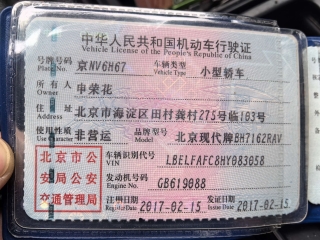 中华人民共和国机动车行驶证
Vehicle License of the People's Republic of China
号牌号码 京NV6H67 车辆类型 小型轿车
Plate No. Vehicle Type
所有人 申荣花
Owner
住址 北京市海淀区田村龚村275号临103号
Address
使用性质 非营运 品牌型号 北京现代牌BH7162RAV
Use Character Model
北京市公 车辆识别代号 LBELFAFC8HY083058
VIN
安局公安 发动机号码 GB619088
Engine No.
交通管理局 注册日期 2017-02-15 发证日期 2017-02-15
Register Date Issue Date